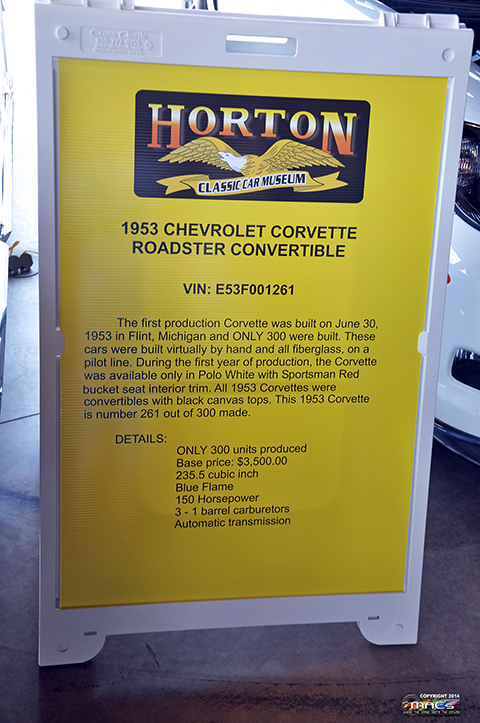 HORTON
CLASSIC CAR MUSEUM
1953 CHEVROLET CORVETTE
ROADSTER CONVERTIBLE
VIN: E53F001261
The first production Corvette was built on June 30,
1953 in Flint, Michigan and ONLY 300 were built. These
cars were built virtually by hand and all fiberglass, on a
pilot line. During the first year of production, the Corvette
was available only in Polo White with Sportsman Red
bucket seat interior trim. All 1953 Corvettes were
convertibles with black canvas tops. This 1953 Corvette
is number 261 out of 300 made.
DETAILS:
ONLY 300 units produced
Base price: $3,500.00
235.5 cubic inch
Blue Flame
150 Horsepower
3 - 1 barrel carburetors
Automatic transmission
COPYRIGHT 2014